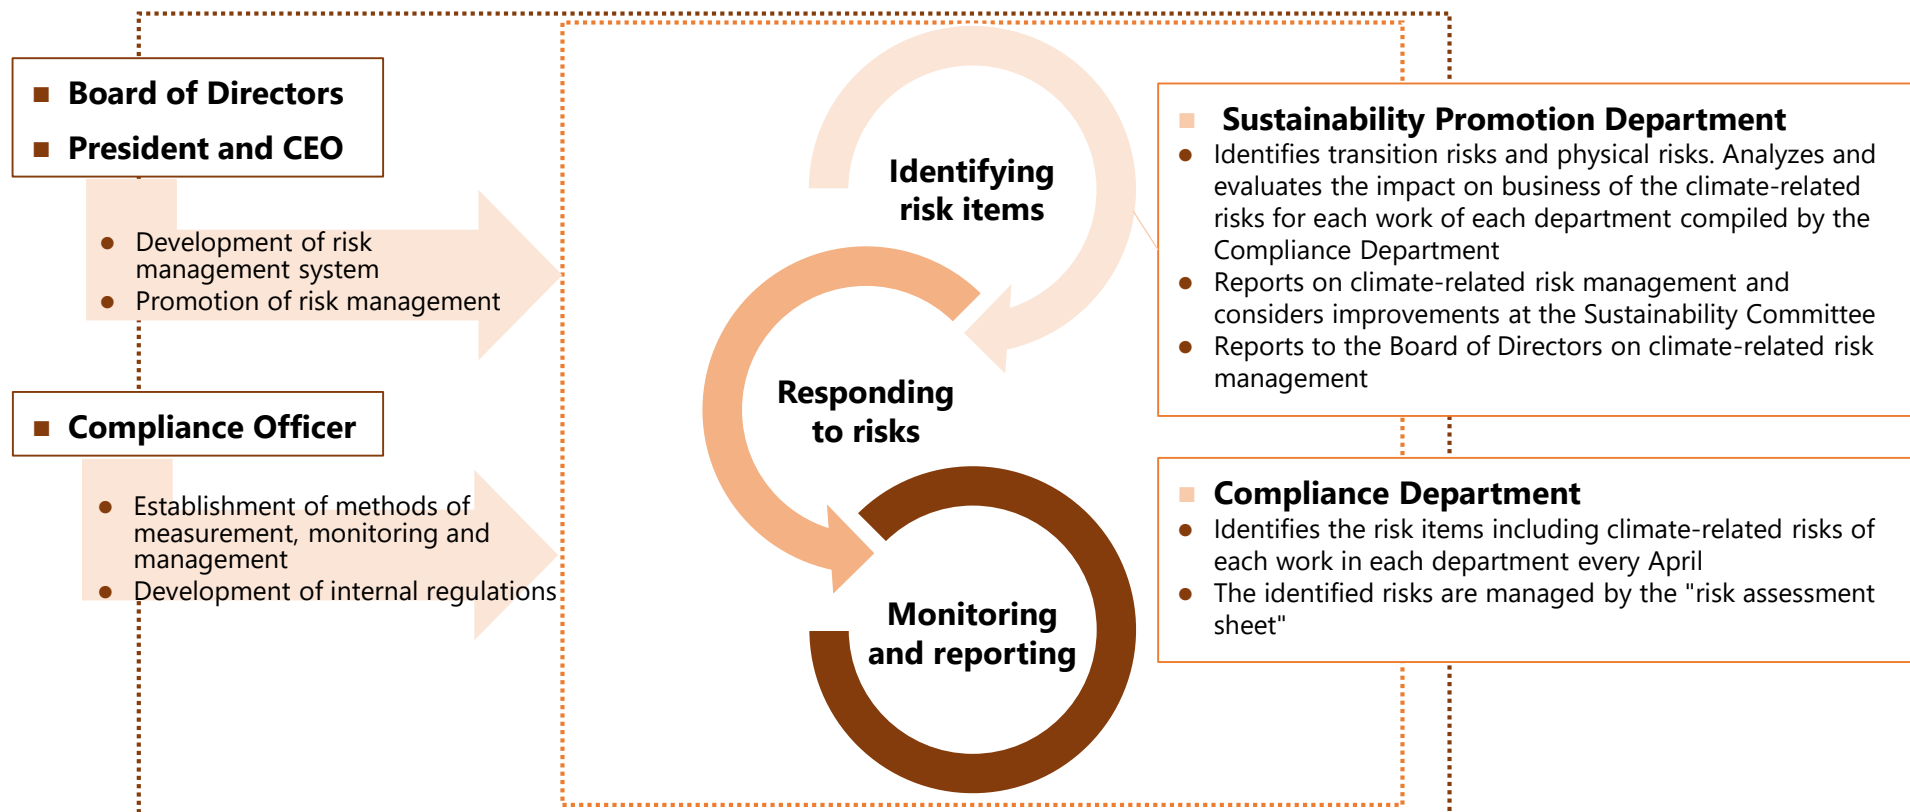 Board of Directors
President and CEO
Development of risk
management system
Promotion of risk management
Compliance Officer
Establishment of methods of
measurement, monitoring and
management
Development of internal regulations
Identifying
risk items
Responding
to risks
Monitoring
and reporting
Sustainability Promotion Department
Identifies transition risks and physical risks. Analyzes and
evaluates the impact on business of the climate-related
risks for each work of each department compiled by the
Compliance Department
Reports on climate-related risk management and
considers improvements at the Sustainability Committee
Reports to the Board of Directors on climate-related risk
management
Compliance Department
Identifies the risk items including climate-related risks of
each work in each department every April
The identified risks are managed by the "risk assessment
sheet"